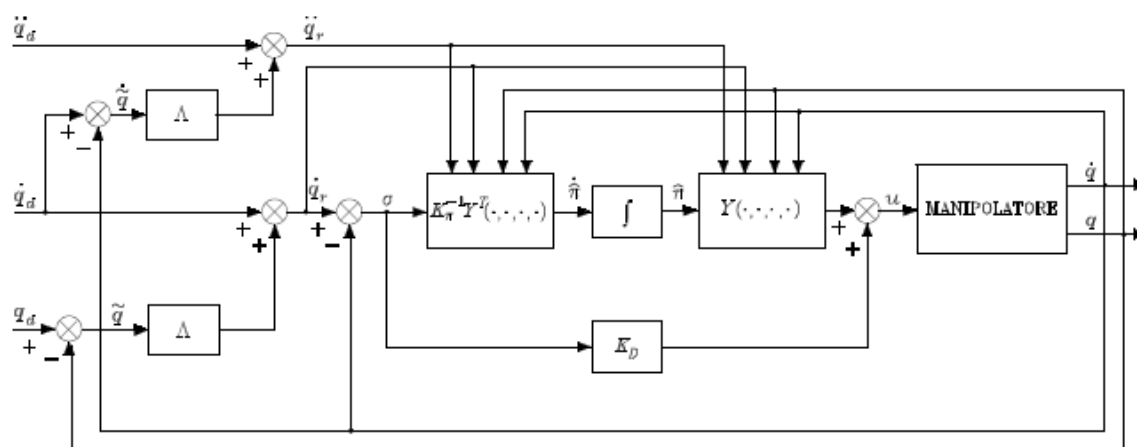 q̈_d
q̈_r
+
+
q̃̇
Λ
+
−
q̇_d
q̇_r
σ
K_π^{-1}Y^T(·,·,·,·)
π̂̇
∫
π̂
Y(·,·,·,·)
u
MANIPOLATORE
q̇
q
+
+
+
−
+
+
q_d
q̃
Λ
+
−
K_D